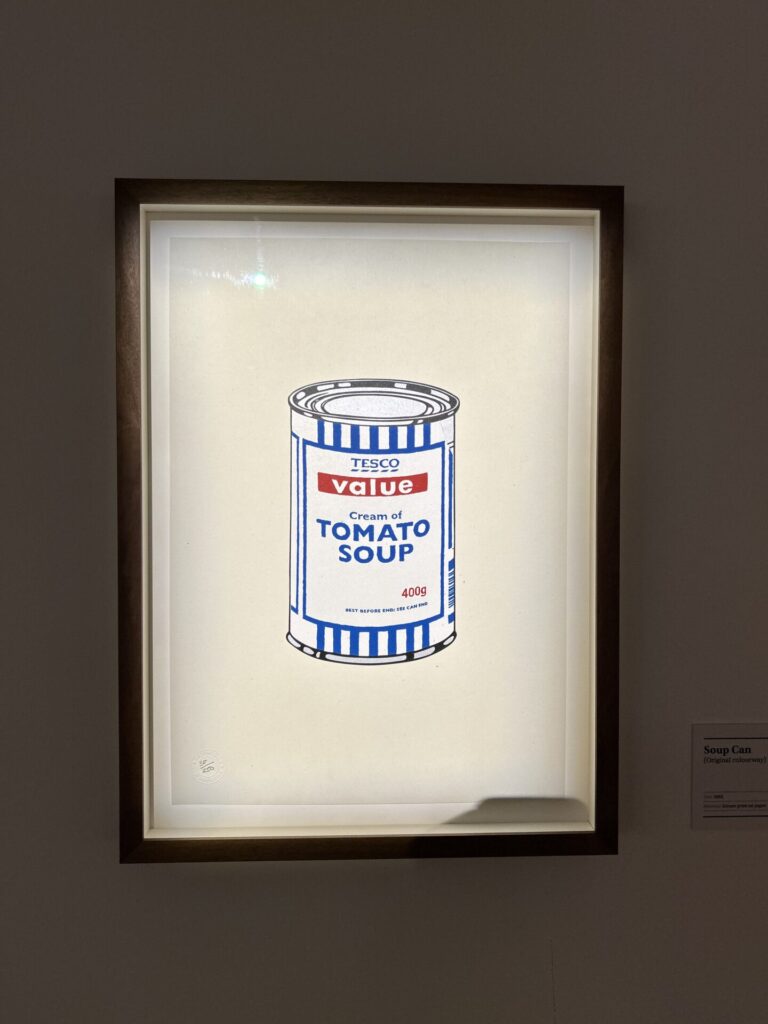 TESCO
value
Cream of
TOMATO
SOUP
400g
BEST BEFORE END: SEE CAN END
Soup Can
(Original colourway)